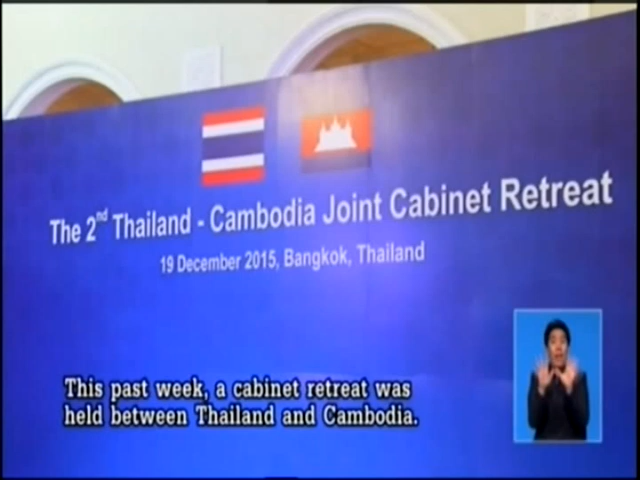 The 2nd Thailand - Cambodia Joint Cabinet Retreat
19 December 2015, Bangkok, Thailand
This past week, a cabinet retreat was
held between Thailand and Cambodia.